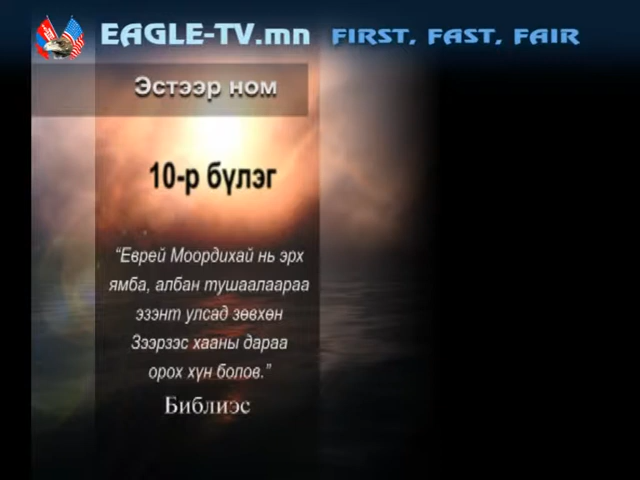 EAGLE-TV.mn FIRST, FAST, FAIR
Эстээр ном
10-р бүлэг
“Еврей Моордихай нь эрх
ямба, албан тушаалаараа
эзэнт улсад зөвхөн
Зээрзэс хааны дараа
орох хүн болов.”
Библиэс